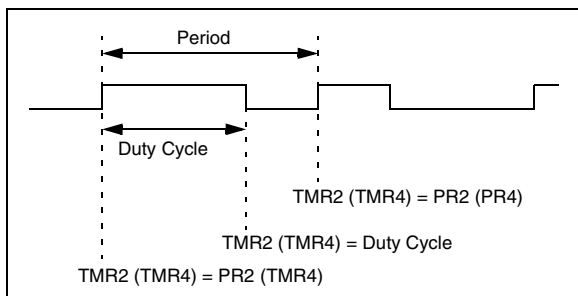 Period
Duty Cycle
TMR2 (TMR4) = PR2 (PR4)
TMR2 (TMR4) = Duty Cycle
TMR2 (TMR4) = PR2 (TMR4)